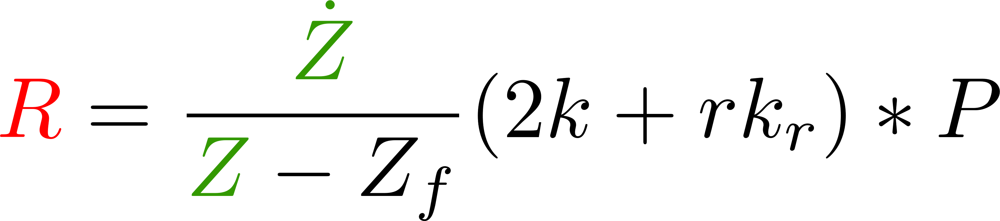 R = \frac{\dot{Z}}{Z - Z_f} (2k + rk_r) * P